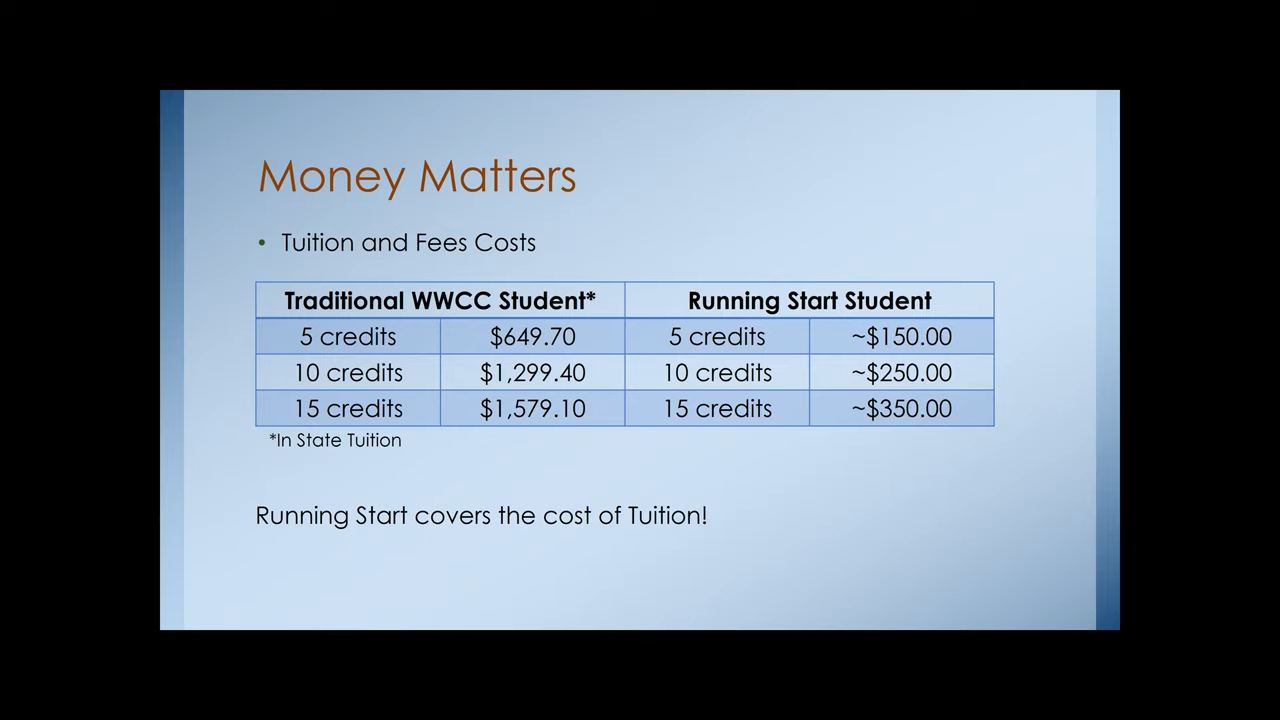 Money Matters
• Tuition and Fees Costs
Traditional WWCC Student* Running Start Student
5 credits $649.70 5 credits ~$150.00
10 credits $1,299.40 10 credits ~$250.00
15 credits $1,579.10 15 credits ~$350.00
*In State Tuition
Running Start covers the cost of Tuition!